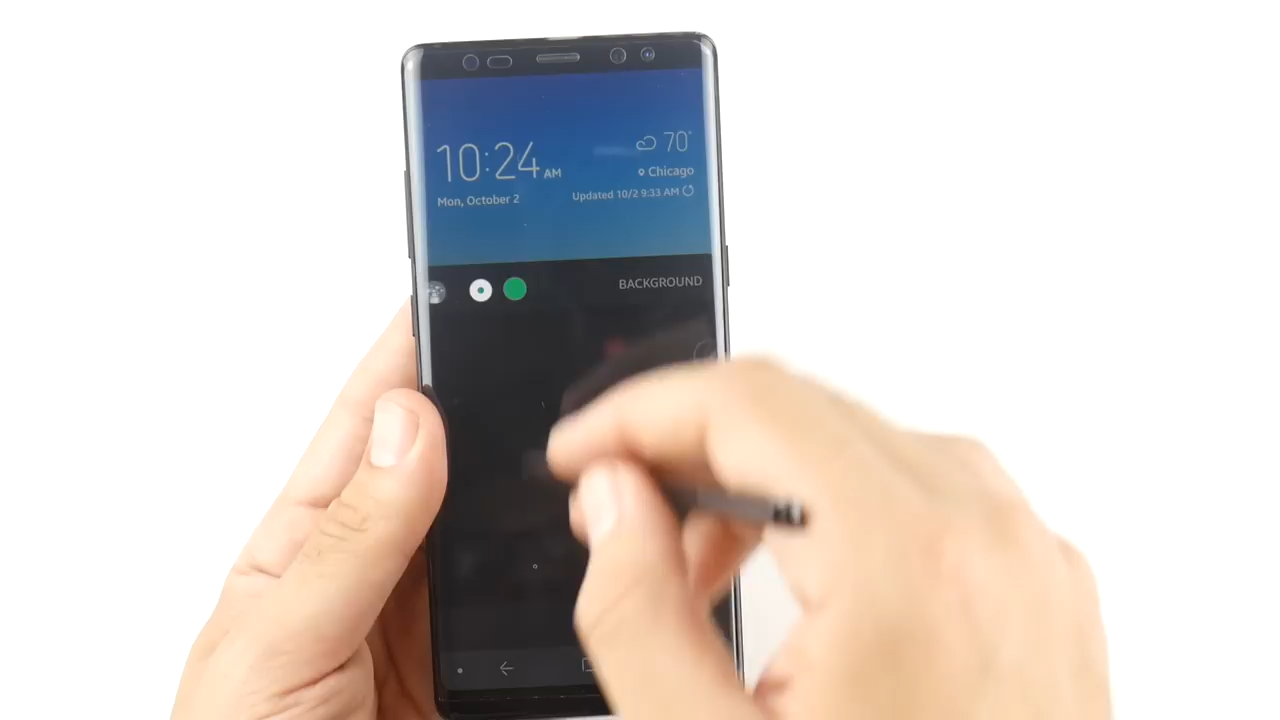 10:24 AM
Mon, October 2
70°
Chicago
Updated 10/2 9:33 AM
BACKGROUND